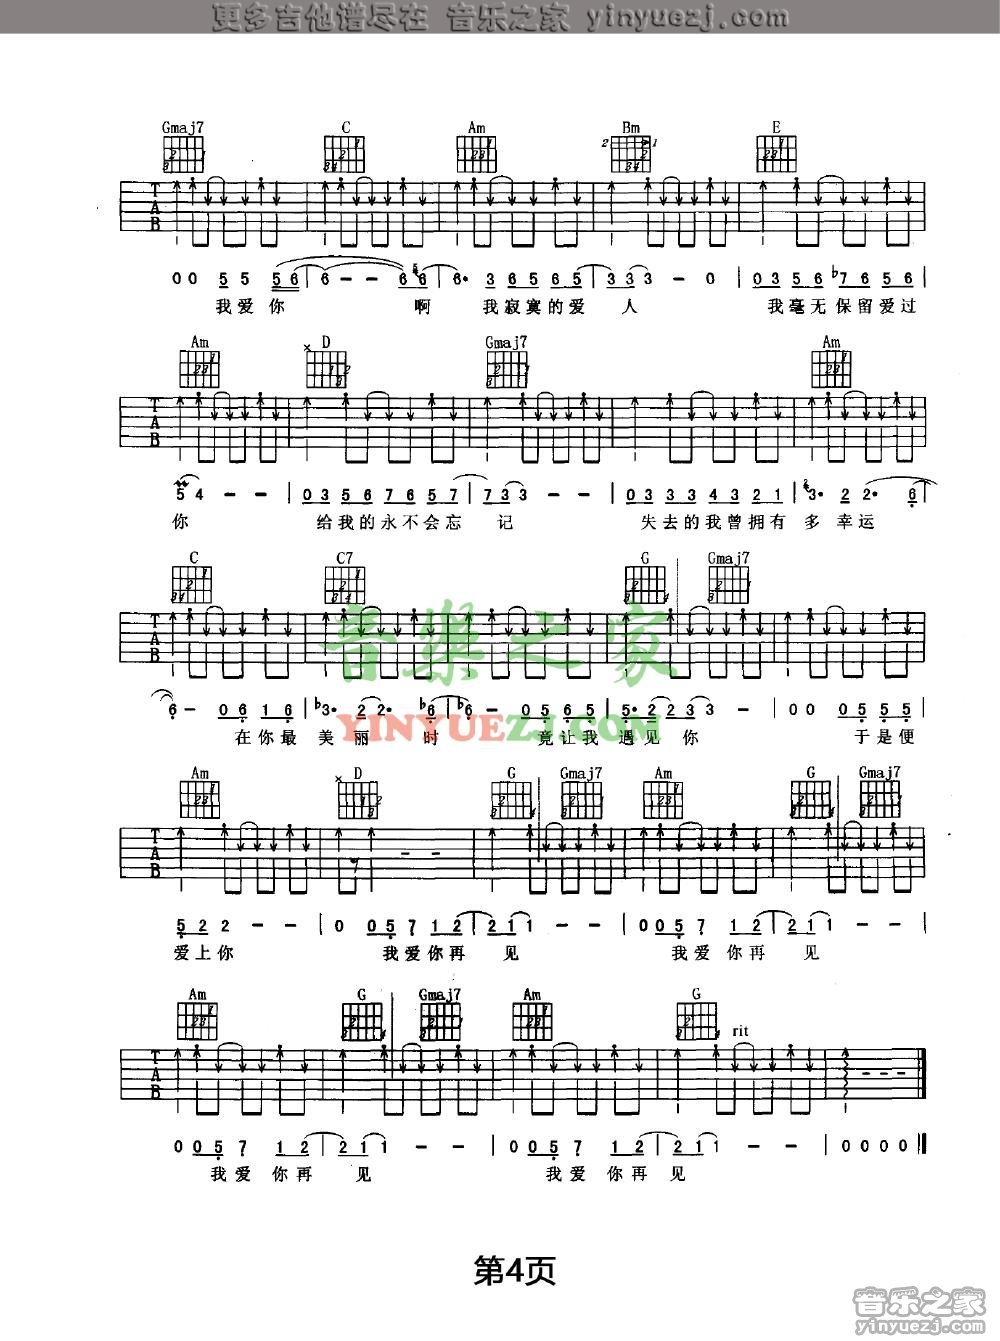 更多吉他谱尽在 音乐之家 yinyuezj.com
Gmaj7 C Am Bm E
T A B
0 0 5 5 5 6 | 6 - - 6 6 | 6· 3 6 5 6 5 | 3 3 3 - 0 | 0 3 5 6 ♭7 6 5 6 |
我爱你 啊 我寂寞的爱 人 我毫无保留爱过
Am D Gmaj7 Am
T A B
5 4 - - | 0 3 5 6 7 6 5 7 | 7 3 3 - - | 0 3 3 3 4 3 2 1 | 3· 2 2· 6 |
你 给我的永不会忘 记 失去的我曾拥有 多 幸运
C C7 G Gmaj7
T A B
6 - 0 6 1 6 | ♭3· 2 2· ♭6 | ♭6 - 0 5 6 5 | 5· 2 2 3 3 - | 0 0 0 5 5 5 |
在你最 美丽 时 竟让我 遇见你 于是便
音樂之家
YINYUEZJ.COM
Am D G Gmaj7 Am G Gmaj7
T A B
5 2 2 - - | 0 0 0 5 7 1 2 | 2 1 1 - - | 0 0 5 7 1 2 | 2 1 1 - - |
爱上你 我爱你再 见 我爱你再 见
Am G Gmaj7 Am G rit
T A B
0 0 0 5 7 1 2 | 2 1 1 - - | 0 0 0 5 7 1 2 | 2 1 1 - - | 0 0 0 0
我爱你再 见 我爱你再 见
第4页
音乐之家
yinyuezj.com